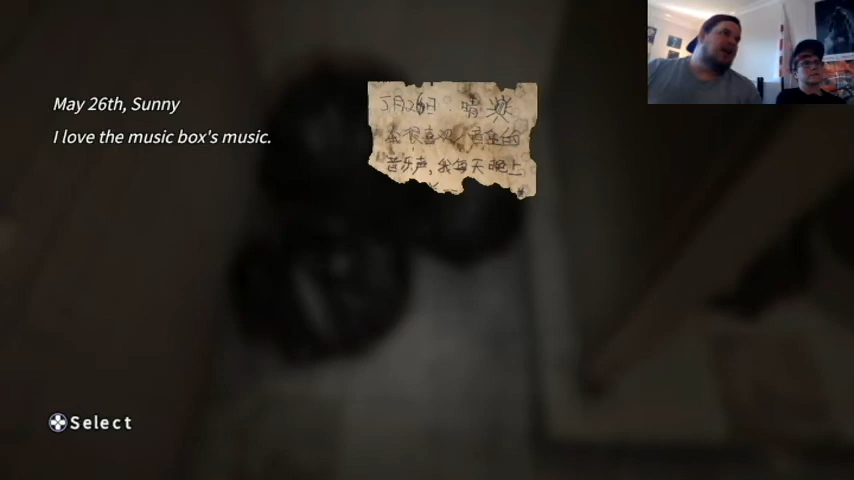 May 26th, Sunny
I love the music box's music.
5月26日 晴
我很喜欢八音盒的
音乐声,我每天晚上
Select